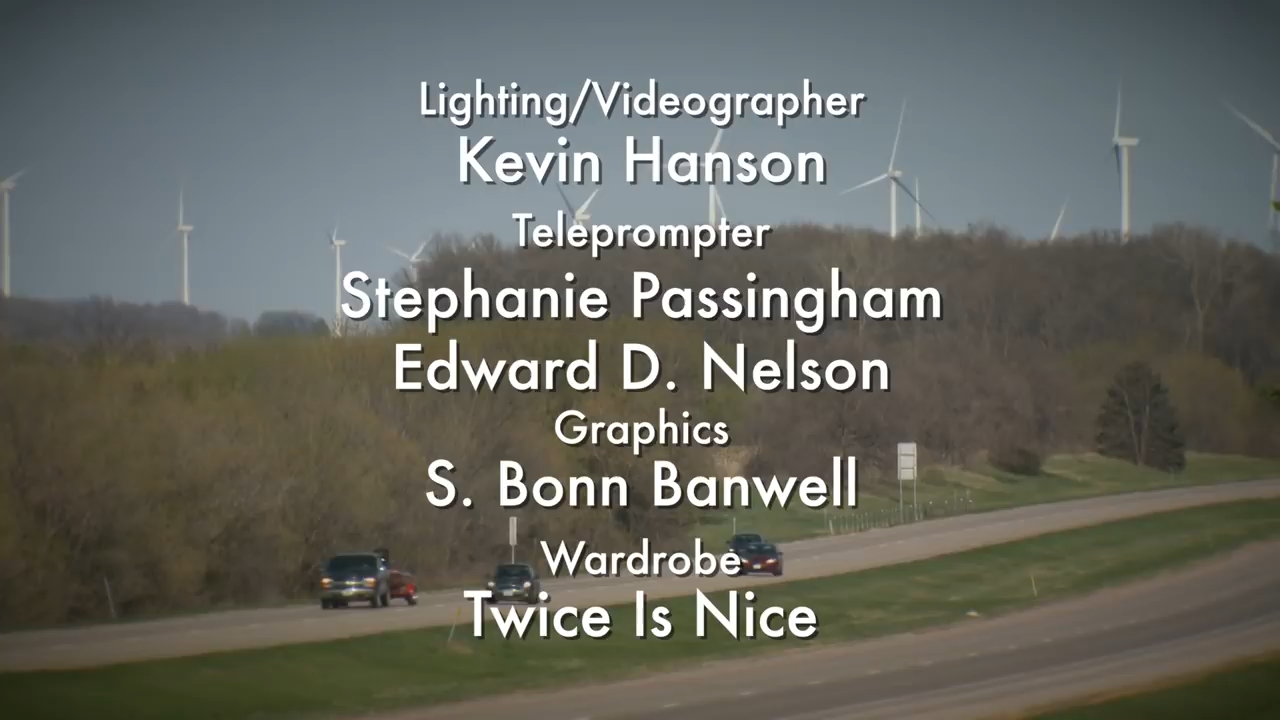 Lighting/Videographer
Kevin Hanson
Teleprompter
Stephanie Passingham
Edward D. Nelson
Graphics
S. Bonn Banwell
Wardrobe
Twice Is Nice